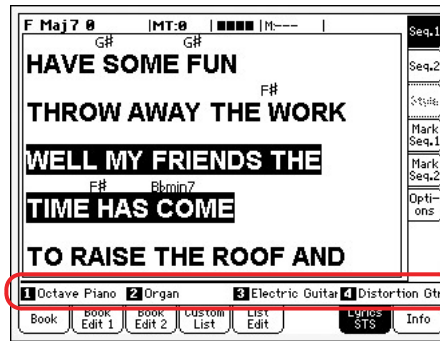 F Maj7 0 |MT:0 | |M:--- |
G# G#
HAVE SOME FUN
F#
THROW AWAY THE WORK
WELL MY FRIENDS THE
F# Bbmin7
TIME HAS COME
TO RAISE THE ROOF AND
1 Octave Piano 2 Organ 3 Electric Guitar 4 Distortion Gtr
Book Book Edit 1 Book Edit 2 Custom List List Edit Lyrics STS Info
Seq.1
Seq.2
Style
Mark
Seq.1
Mark
Seq.2
Opti-
ons